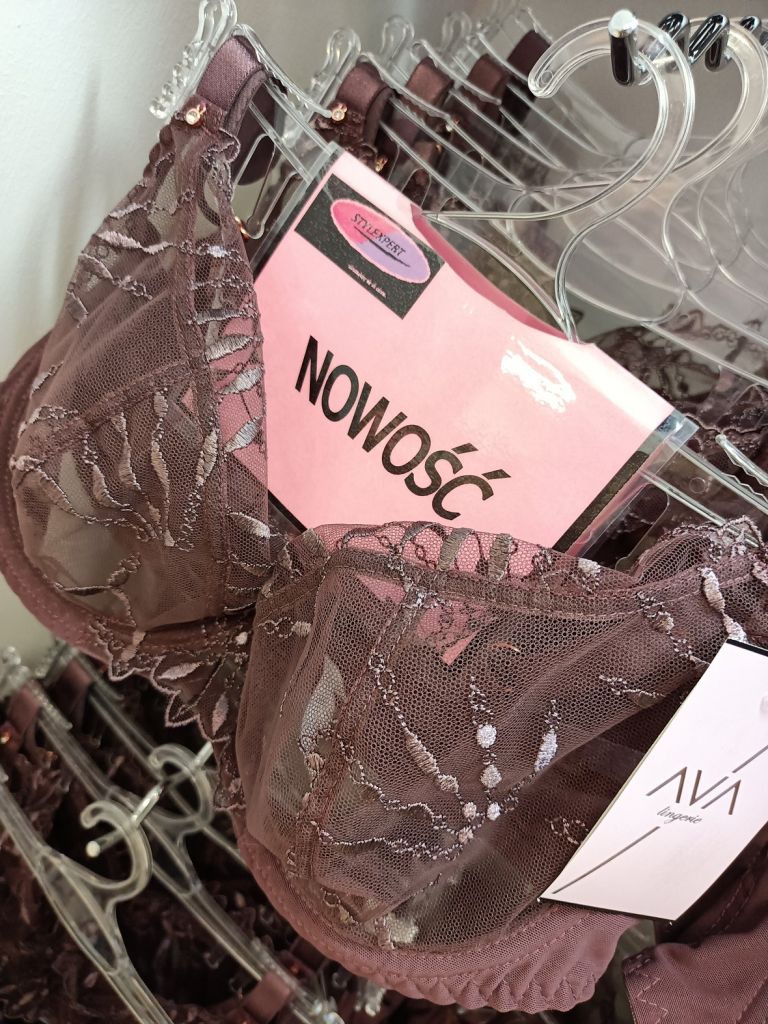 STYLEXPERT
NOWOŚĆ
AVA
lingerie